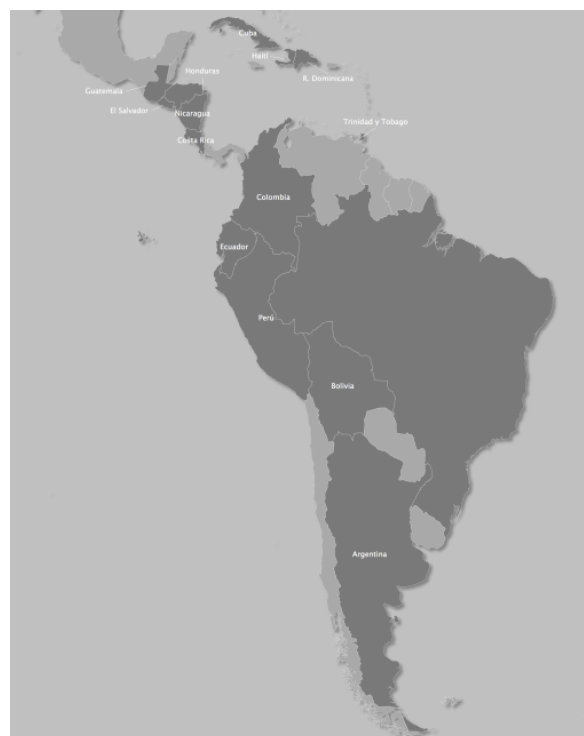 Cuba
Haití
Honduras
R. Dominicana
Guatemala
El Salvador
Nicaragua
Trinidad y Tobago
Costa Rica
Colombia
Ecuador
Perú
Bolivia
Argentina